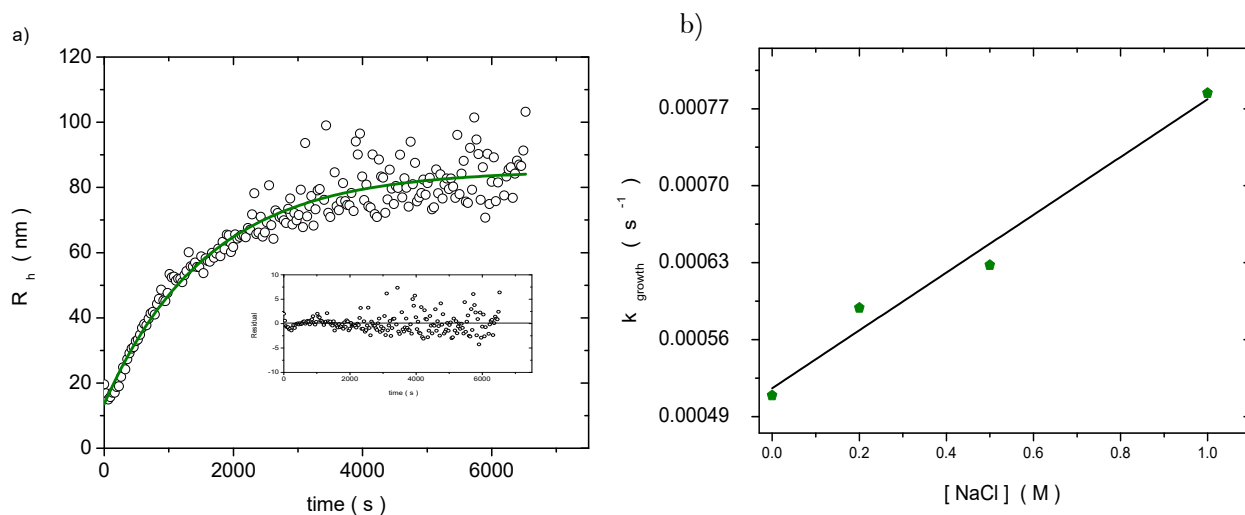 a)
R h ( nm )
120
100
80
60
40
20
0
0 2000 4000 6000
time ( s )
Residual
10
5
0
-5
-10
0 2000 4000 6000
time ( s )
b)
k growth ( s -1 )
0.00077
0.00070
0.00063
0.00056
0.00049
0.0 0.2 0.4 0.6 0.8 1.0
[ NaCl ] ( M )